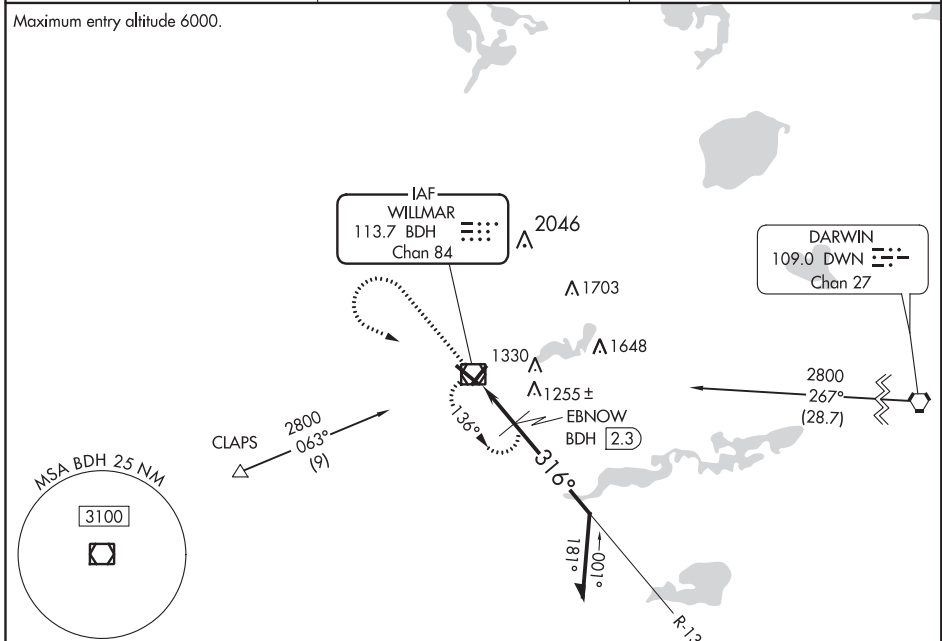 Maximum entry altitude 6000.
IAF
WILLMAR
113.7 BDH
Chan 84
2046
DARWIN
109.0 DWN
Chan 27
1703
1330
1648
1255 ±
2800
267°
(28.7)
EBNOW
BDH 2.3
136°
CLAPS
2800
063°
(9)
316°
MSA BDH 25 NM
3100
181°
001°
R-13